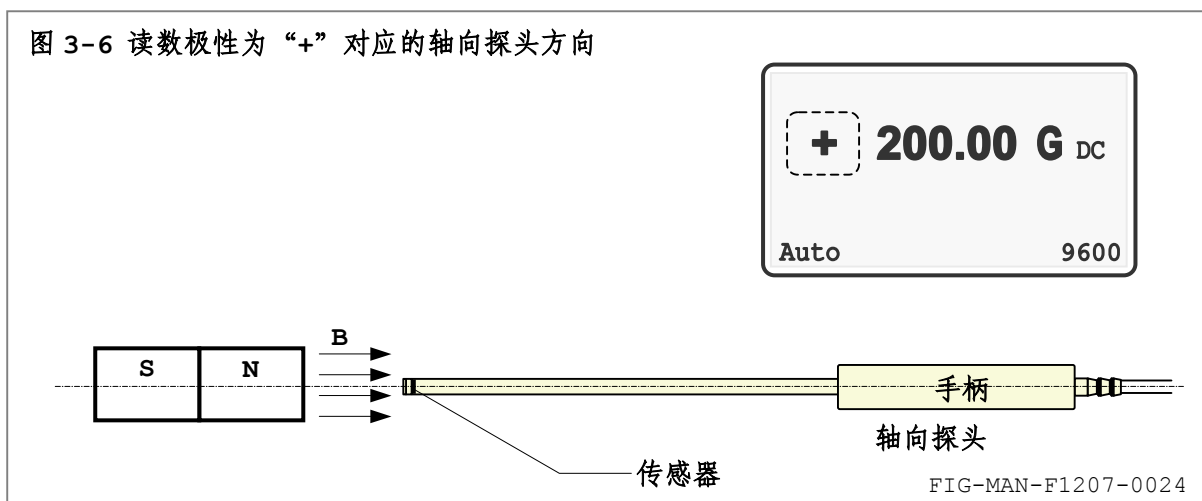 图 3-6 读数极性为“+”对应的轴向探头方向
+ 200.00 G DC
Auto 9600
B
S N
手柄
轴向探头
传感器
FIG-MAN-F1207-0024